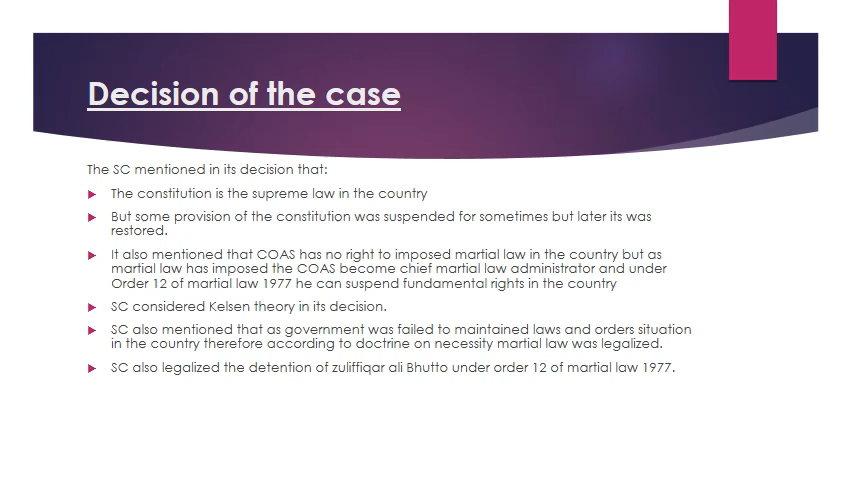 Decision of the case
The SC mentioned in its decision that:
The constitution is the supreme law in the country
But some provision of the constitution was suspended for sometimes but later its was
restored.
It also mentioned that COAS has no right to imposed martial law in the country but as
martial law has imposed the COAS become chief martial law administrator and under
Order 12 of martial law 1977 he can suspend fundamental rights in the country
SC considered Kelsen theory in its decision.
SC also mentioned that as government was failed to maintained laws and orders situation
in the country therefore according to doctrine on necessity martial law was legalized.
SC also legalized the detention of zuliffiqar ali Bhutto under order 12 of martial law 1977.